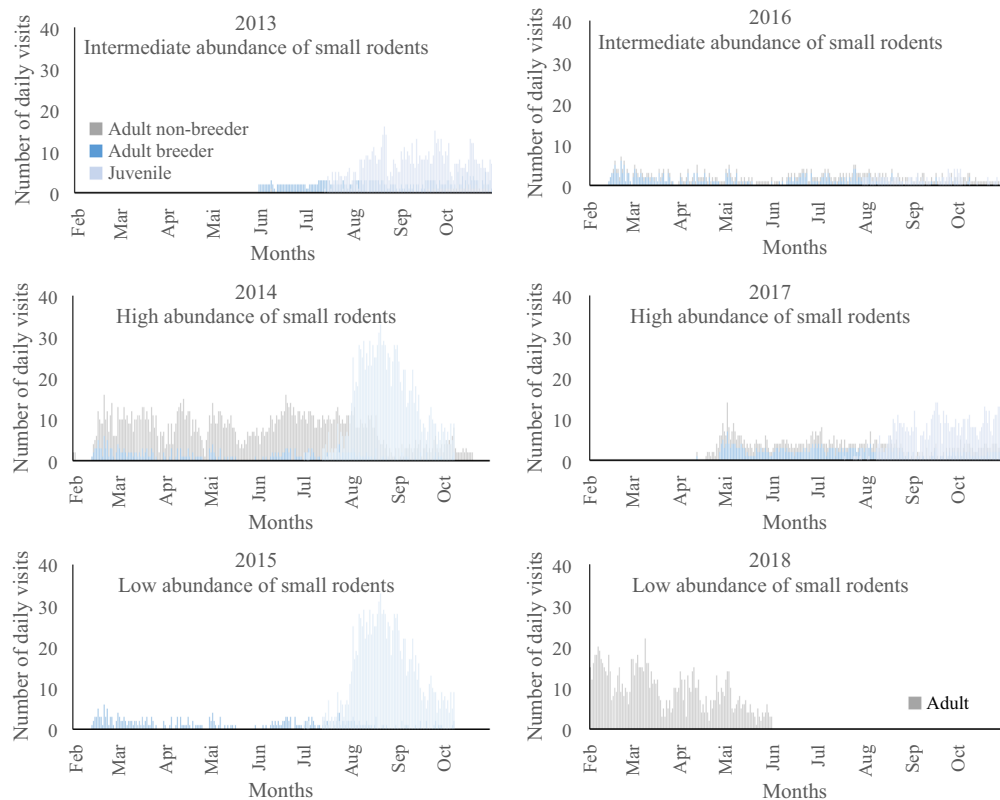 2013
Intermediate abundance of small rodents
Number of daily visits
40
30
20
10
0
Adult non-breeder
Adult breeder
Juvenile
Feb
Mar
Apr
Mai
Jun
Jul
Aug
Sep
Oct
Months
2016
Intermediate abundance of small rodents
Number of daily visits
40
30
20
10
0
Feb
Mar
Apr
Mai
Jun
Jul
Aug
Sep
Oct
Months
2014
High abundance of small rodents
Number of daily visits
40
30
20
10
0
Feb
Mar
Apr
Mai
Jun
Jul
Aug
Sep
Oct
Months
2017
High abundance of small rodents
Number of daily visits
40
30
20
10
0
Feb
Mar
Apr
Mai
Jun
Jul
Aug
Sep
Oct
Months
2015
Low abundance of small rodents
Number of daily visits
40
30
20
10
0
Feb
Mar
Apr
Mai
Jun
Jul
Aug
Sep
Oct
Months
2018
Low abundance of small rodents
Number of daily visits
40
30
20
10
0
Adult
Feb
Mar
Apr
Mai
Jun
Jul
Aug
Sep
Oct
Months